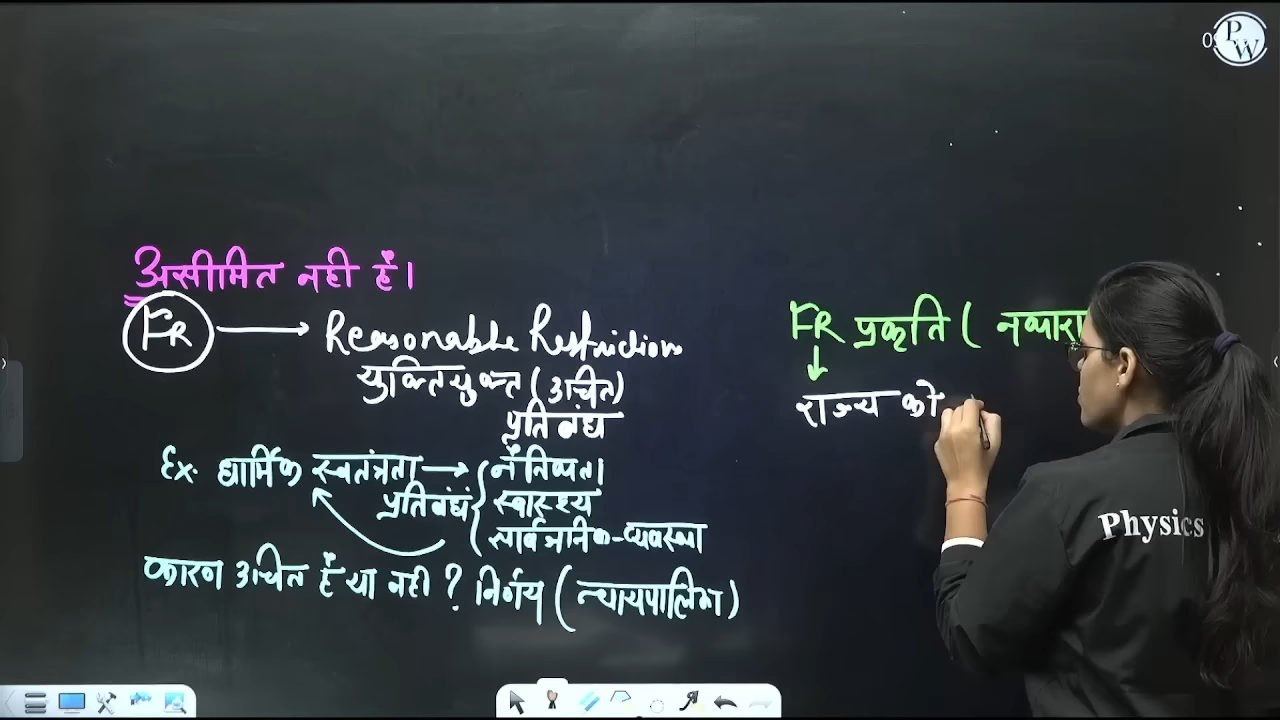 असीमित नहीं हैं।
FR → Reasonable Restriction
युक्तियुक्त (उचित)
प्रतिबंध
Ex. धार्मिक स्वतंत्रता → नैतिकता
प्रतिबंध स्वास्थ्य
सार्वजनिक-व्यवस्था
कारण उचित है या नहीं ? निर्णय (न्यायपालिका)
FR प्रकृति ( नकारा
↓
राज्य को
PW
Physics